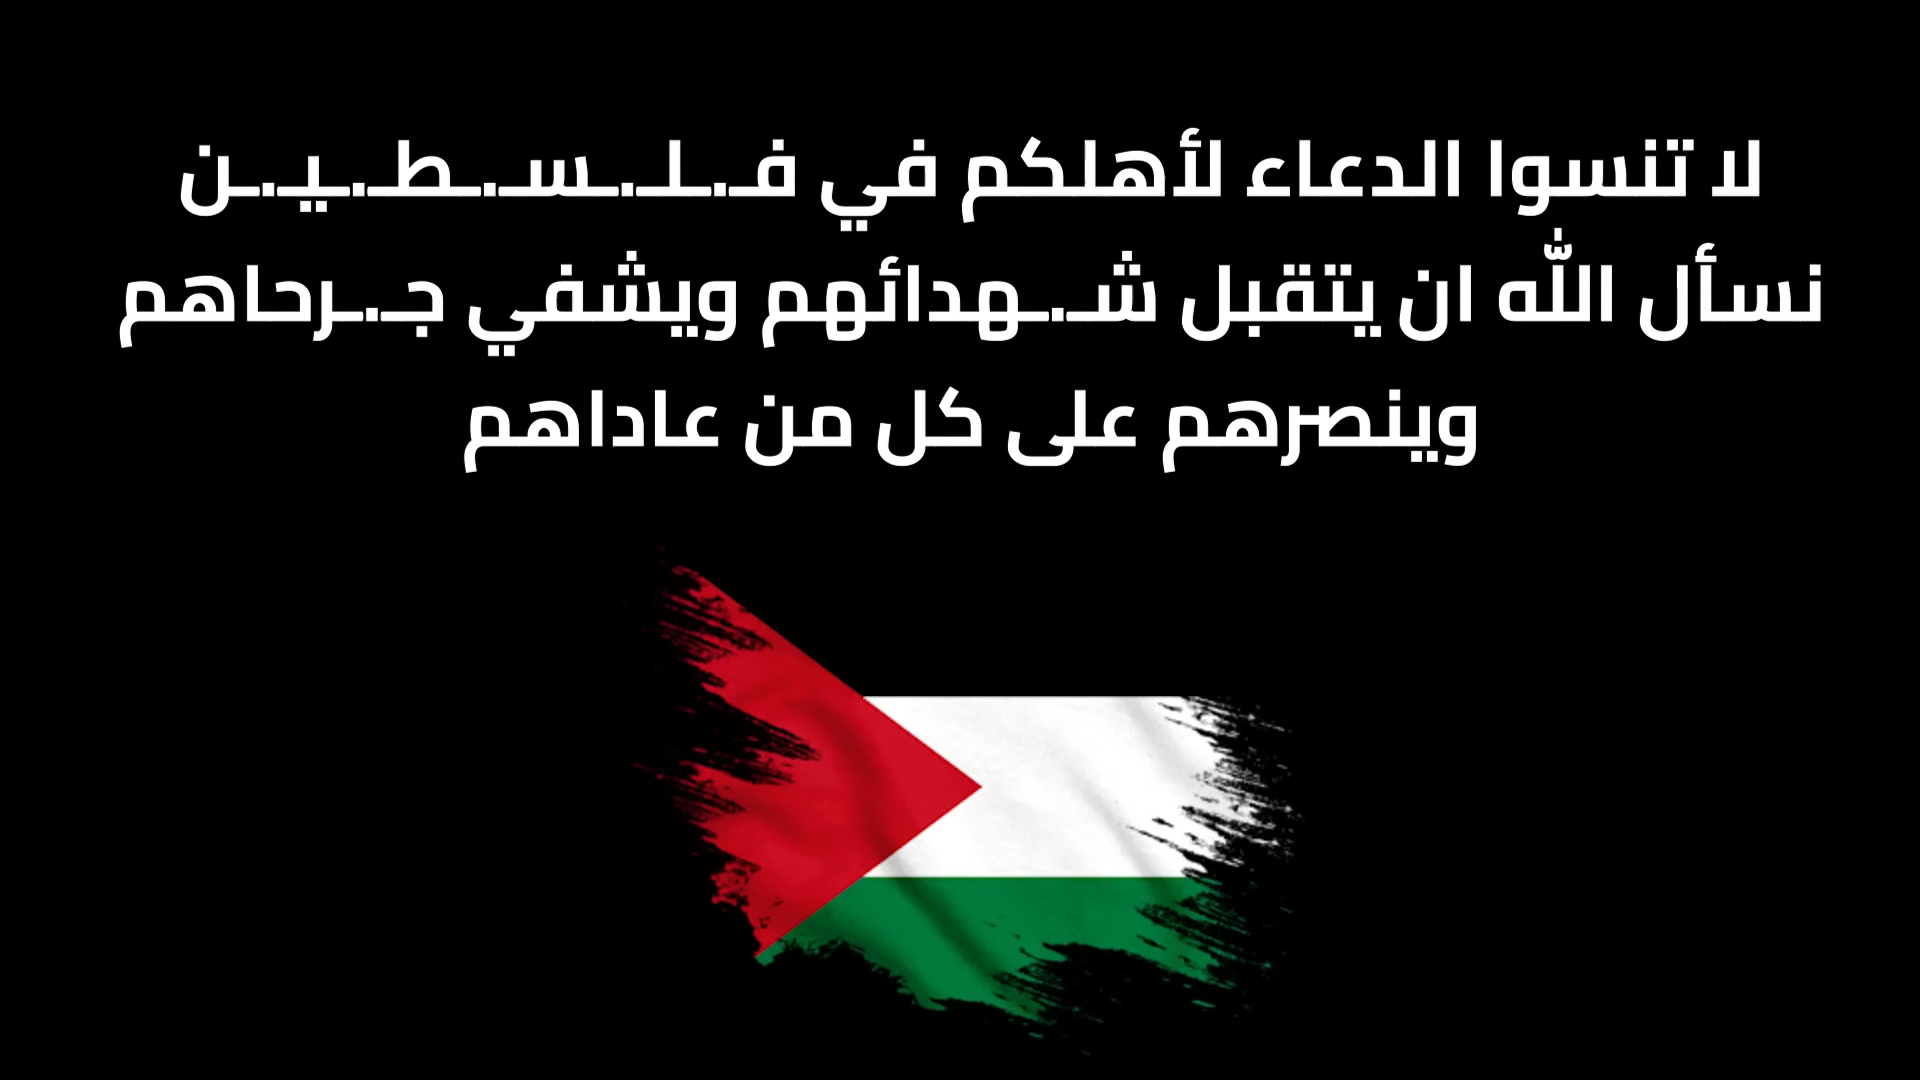 لا تنسوا الدعاء لأهلكم في فـ.ـلـ.ـسـ.ـطـ.ـيـ.ـن
نسأل الله ان يتقبل شـ.ـهدائهم ويشفي جـ.ـرحاهم
وينصرهم على كل من عاداهم